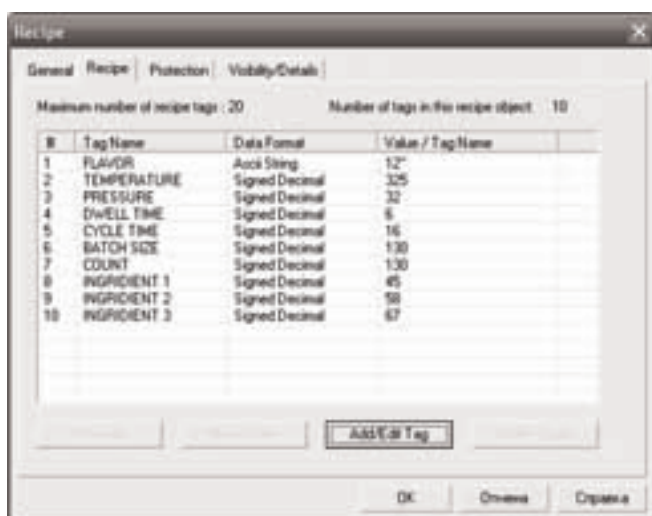 Recipe
General Recipe Protection Visibility/Details
Maximum number of recipe tags : 20 Number of tags in this recipe object: 10
# Tag Name Data Format Value / Tag Name
1 FLAVOR Ascii String 12"
2 TEMPERATURE Signed Decimal 325
3 PRESSURE Signed Decimal 32
4 DWELL TIME Signed Decimal 6
5 CYCLE TIME Signed Decimal 16
6 BATCH SIZE Signed Decimal 130
7 COUNT Signed Decimal 130
8 INGRIDIENT 1 Signed Decimal 45
9 INGRIDIENT 2 Signed Decimal 58
10 INGRIDIENT 3 Signed Decimal 67
Add/Edit Tag
OK Отмена Справка